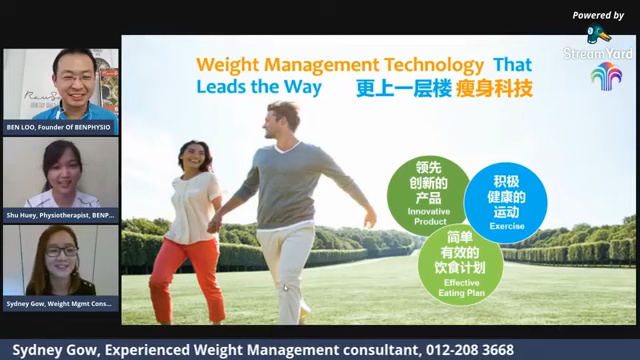 Powered by
StreamYard
Weight Management Technology That
Leads the Way 更上一层楼 瘦身科技
BEN LOO, Founder Of BENPHYSIO
Shu Huey, Physiotherapist, BENP...
Sydney Gow, Weight Mgmt Cons...
领先
创新的
产品
Innovative
Product
积极
健康的
运动
Exercise
简单
有效的
饮食计划
Effective
Eating Plan
Sydney Gow, Experienced Weight Management consultant, 012-208 3668